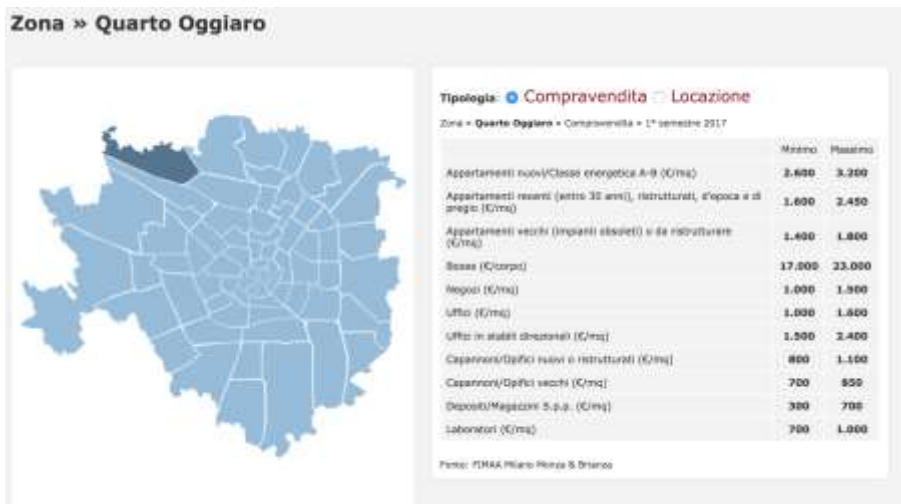 Zona » Quarto Oggiaro
Tipologia: Compravendita Locazione
Zona » Quarto Oggiaro » Compravendita » 1° semestre 2017
Minimo Massimo
Appartamenti nuovi/Classe energetica A-B (€/mq) 2.600 3.200
Appartamenti recenti (entro 30 anni), ristrutturati, d'epoca e di
pregio (€/mq) 1.600 2.450
Appartamenti vecchi (impianti obsoleti) o da ristrutturare
(€/mq) 1.400 1.800
Boxes (€/corpo) 17.000 23.000
Negozi (€/mq) 1.000 1.900
Uffici (€/mq) 1.000 1.600
Uffici in stabili direzionali (€/mq) 1.500 2.400
Capannoni/Opifici nuovi o ristrutturati (€/mq) 800 1.100
Capannoni/Opifici vecchi (€/mq) 700 850
Depositi/Magazzini S.p.p. (€/mq) 300 700
Laboratori (€/mq) 700 1.000
Fonte: FIMAA Milano Monza & Brianza